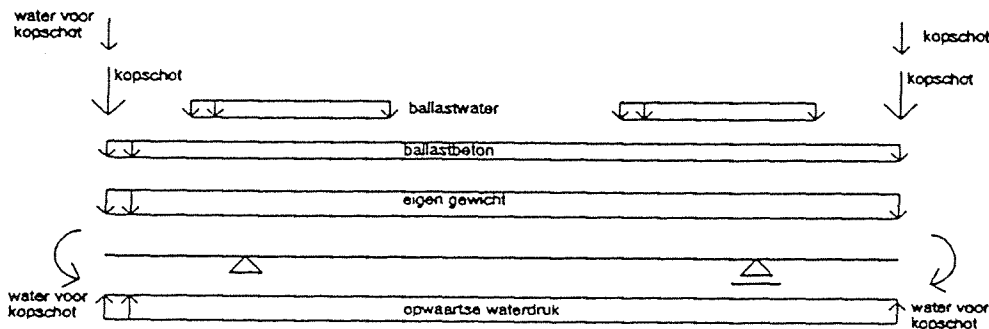 water voor
kopschot
kopschot
kopschot
kopschot
ballastwater
ballastbeton
eigen gewicht
water voor
kopschot
opwaartse waterdruk
water voor
kopschot